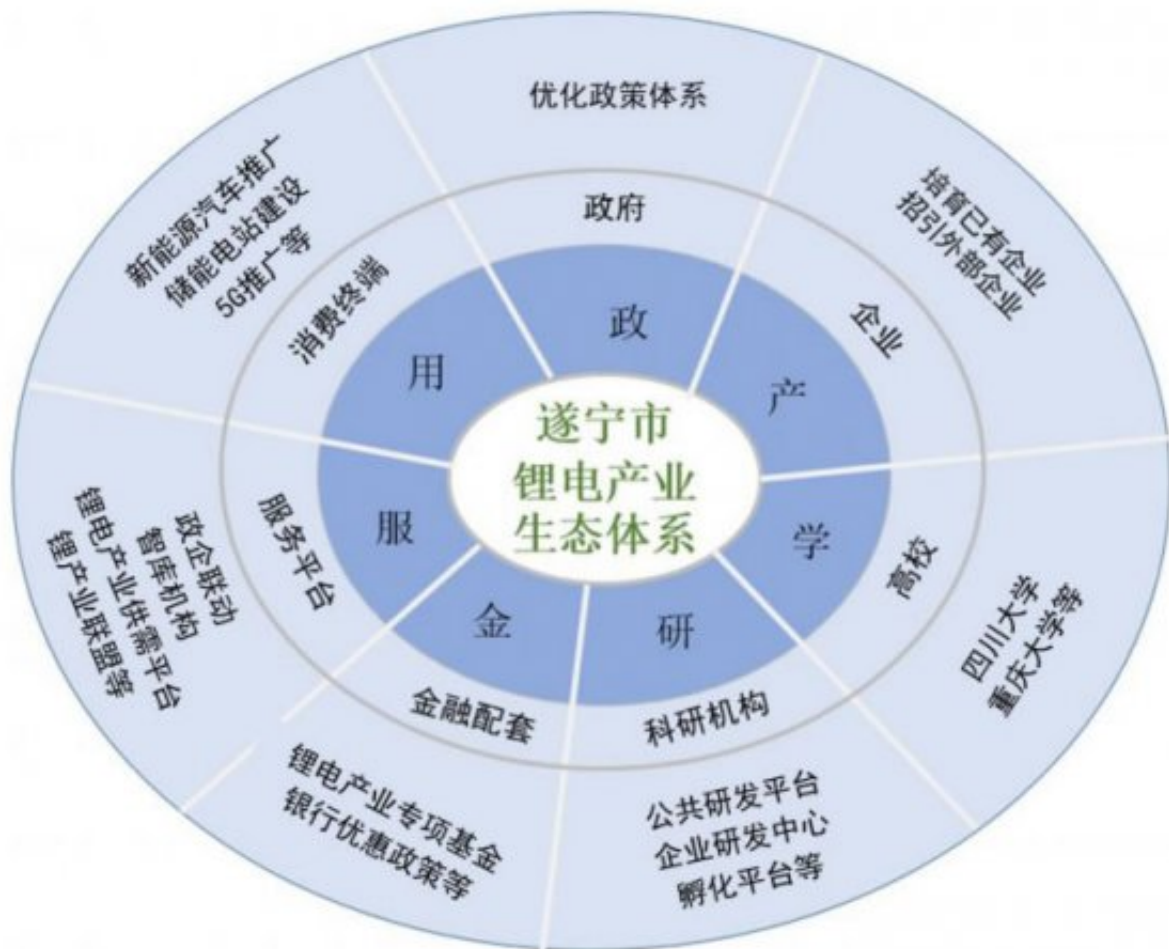 优化政策体系
政府
政
培育已有企业
招引外部企业
企业
产
四川大学
重庆大学等
高校
学
公共研发平台
企业研发中心
孵化平台等
科研机构
研
锂电产业专项基金
银行优惠政策等
金融配套
金
政企联动
智库机构
锂电产业供需平台
锂产业联盟等
服务平台
服
新能源汽车推广
储能电站建设
5G推广等
消费终端
用
遂宁市
锂电产业
生态体系